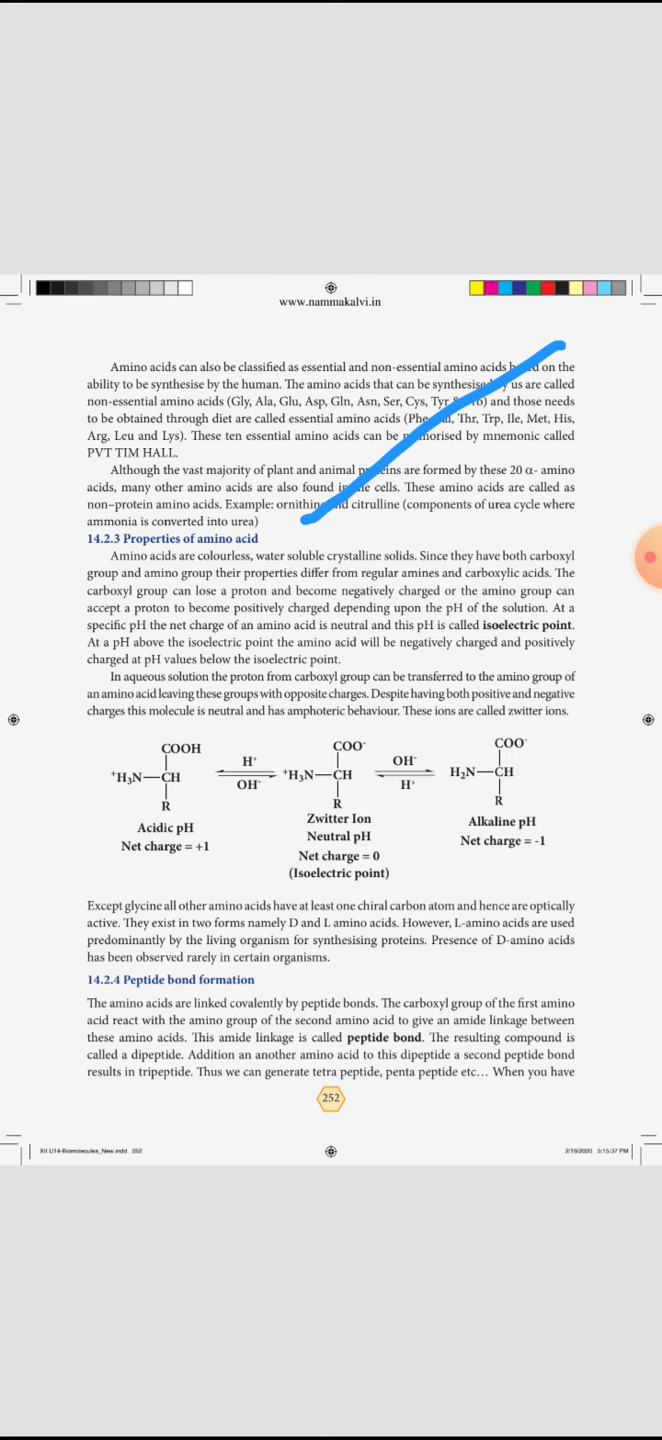 www.nammakalvi.in
Amino acids can also be classified as essential and non-essential amino acids on the
ability to be synthesise by the human. The amino acids that can be synthesised us are called
non-essential amino acids (Gly, Ala, Glu, Asp, Gln, Asn, Ser, Cys, Tyr and those needs
to be obtained through diet are called essential amino acids (Phe, Thr, Trp, Ile, Met, His,
Arg, Leu and Lys). These ten essential amino acids can be memorised by mnemonic called
PVT TIM HALL.
Although the vast majority of plant and animal proteins are formed by these 20 α- amino
acids, many other amino acids are also found in the cells. These amino acids are called as
non–protein amino acids. Example: ornithine and citrulline (components of urea cycle where
ammonia is converted into urea)
14.2.3 Properties of amino acid
Amino acids are colourless, water soluble crystalline solids. Since they have both carboxyl
group and amino group their properties differ from regular amines and carboxylic acids. The
carboxyl group can lose a proton and become negatively charged or the amino group can
accept a proton to become positively charged depending upon the pH of the solution. At a
specific pH the net charge of an amino acid is neutral and this pH is called isoelectric point.
At a pH above the isoelectric point the amino acid will be negatively charged and positively
charged at pH values below the isoelectric point.
In aqueous solution the proton from carboxyl group can be transferred to the amino group of
an amino acid leaving these groups with opposite charges. Despite having both positive and negative
charges this molecule is neutral and has amphoteric behaviour. These ions are called zwitter ions.
COOH
⁺H₃N—CH
R
Acidic pH
Net charge = +1
H⁺
OH⁻
COO⁻
⁺H₃N—CH
R
Zwitter Ion
Neutral pH
Net charge = 0
(Isoelectric point)
OH⁻
H⁺
COO⁻
H₂N—CH
R
Alkaline pH
Net charge = -1
Except glycine all other amino acids have at least one chiral carbon atom and hence are optically
active. They exist in two forms namely D and L amino acids. However, L-amino acids are used
predominantly by the living organism for synthesising proteins. Presence of D-amino acids
has been observed rarely in certain organisms.
14.2.4 Peptide bond formation
The amino acids are linked covalently by peptide bonds. The carboxyl group of the first amino
acid react with the amino group of the second amino acid to give an amide linkage between
these amino acids. This amide linkage is called peptide bond. The resulting compound is
called a dipeptide. Addition an another amino acid to this dipeptide a second peptide bond
results in tripeptide. Thus we can generate tetra peptide, penta peptide etc... When you have
252
XII U14-Biomolecules_New.indd 252
2/19/2020 5:15:37 PM